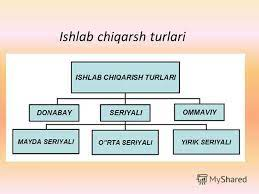 Ishlab chiqarsh turlari
ISHLAB CHIQARISH TURLARI
DONABAY
SERIYALI
OMMAVIY
MAYDA SERIYALI
O"RTA SERIYALI
YIRIK SERIYALI
MyShared